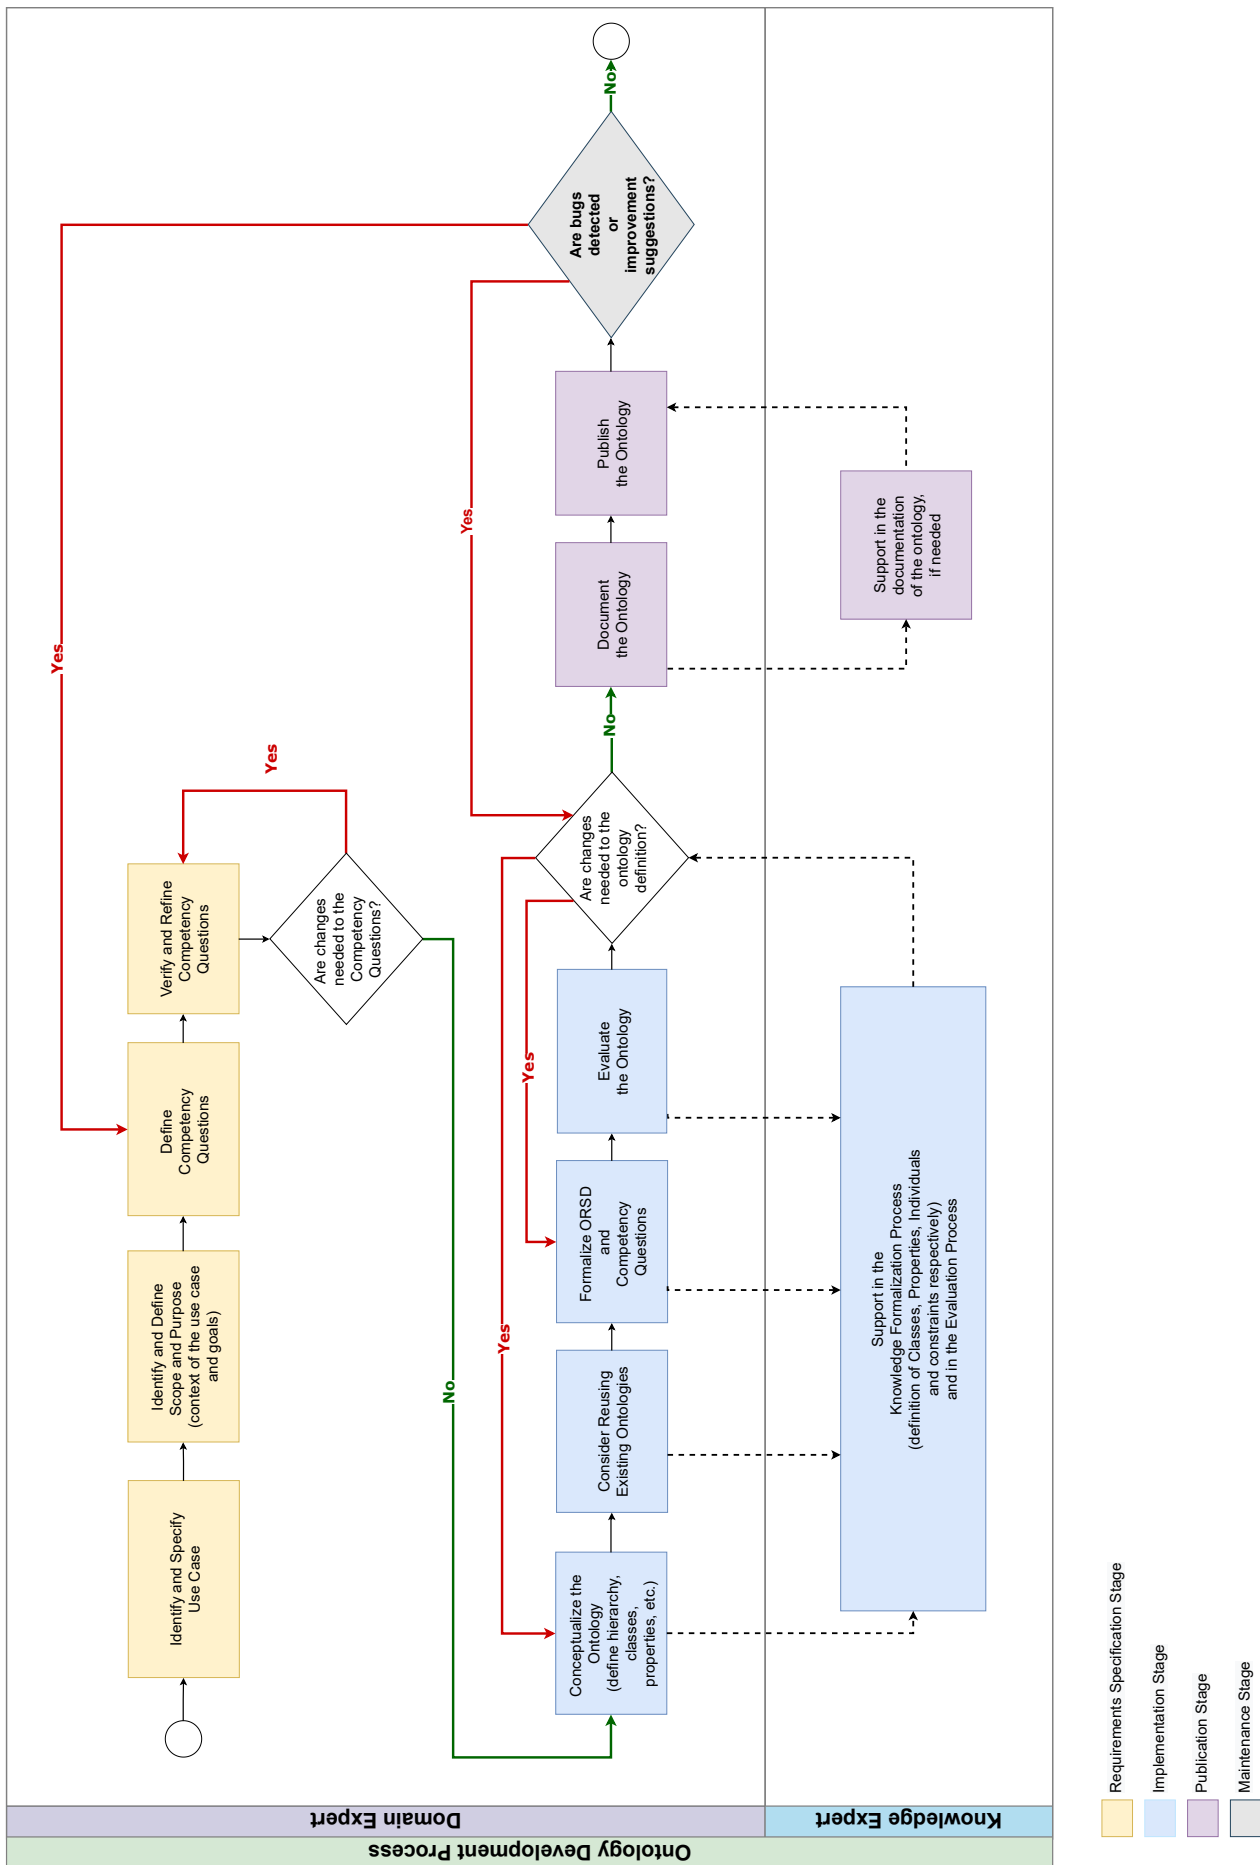 Ontology Development Process
Domain Expert
Knowledge Expert
Identify and Specify
Use Case
Identify and Define
Scope and Purpose
(context of the use case
and goals)
Define
Competency
Questions
Verify and Refine
Competency
Questions
Are changes
needed to the
Competency
Questions?
Yes
No
Yes
Conceptualize the
Ontology
(define hierarchy,
classes,
properties, etc.)
Consider Reusing
Existing Ontologies
Formalize ORSD
and
Competency
Questions
Evaluate
the Ontology
Are changes
needed to the
ontology
definition?
Yes
Yes
No
Document
the Ontology
Publish
the Ontology
Are bugs
detected
or
improvement
suggestions?
Yes
No
Support in the
Knowledge Formalization Process
(definition of Classes, Properties, Individuals
and constraints respectively)
and in the Evaluation Process
Support in the
documentation
of the ontology,
if needed
Requirements Specification Stage
Implementation Stage
Publication Stage
Maintenance Stage